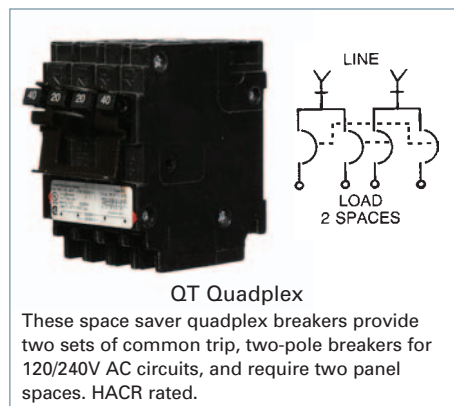 40 20 20 40
LINE
LOAD
2 SPACES
QT Quadplex
These space saver quadplex breakers provide
two sets of common trip, two-pole breakers for
120/240V AC circuits, and require two panel
spaces. HACR rated.